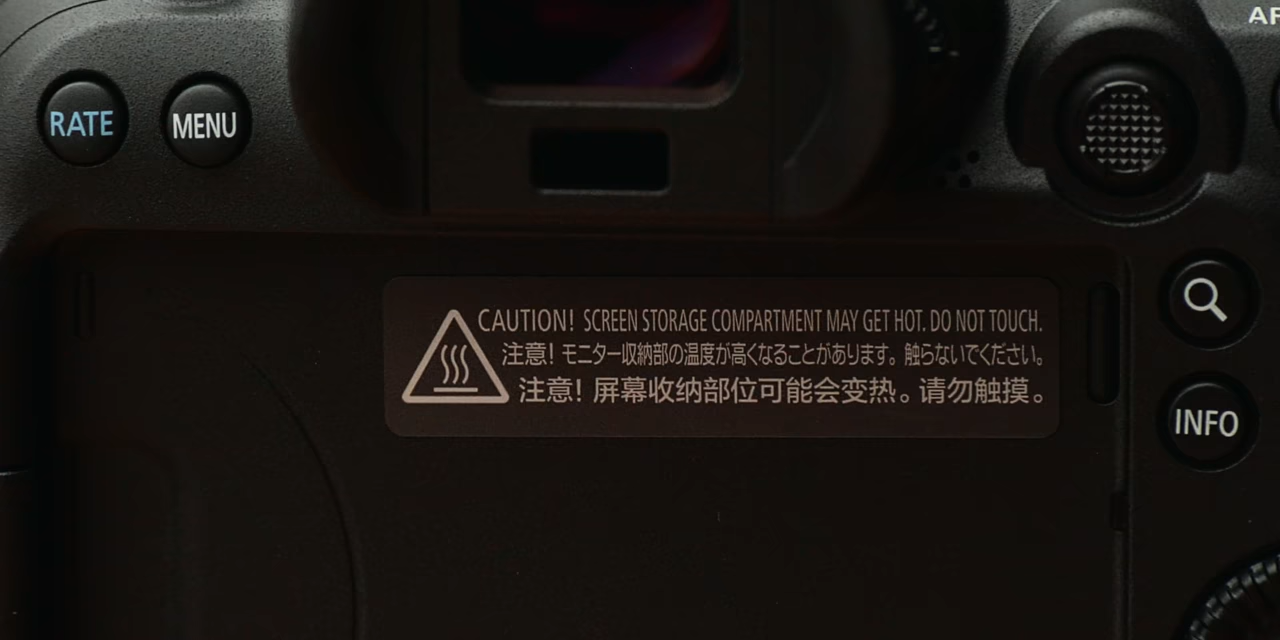 AF
RATE
MENU
CAUTION! SCREEN STORAGE COMPARTMENT MAY GET HOT. DO NOT TOUCH.
注意! モニター収納部の温度が高くなることがあります。触らないでください。
注意! 屏幕收纳部位可能会变热。请勿触摸。
INFO